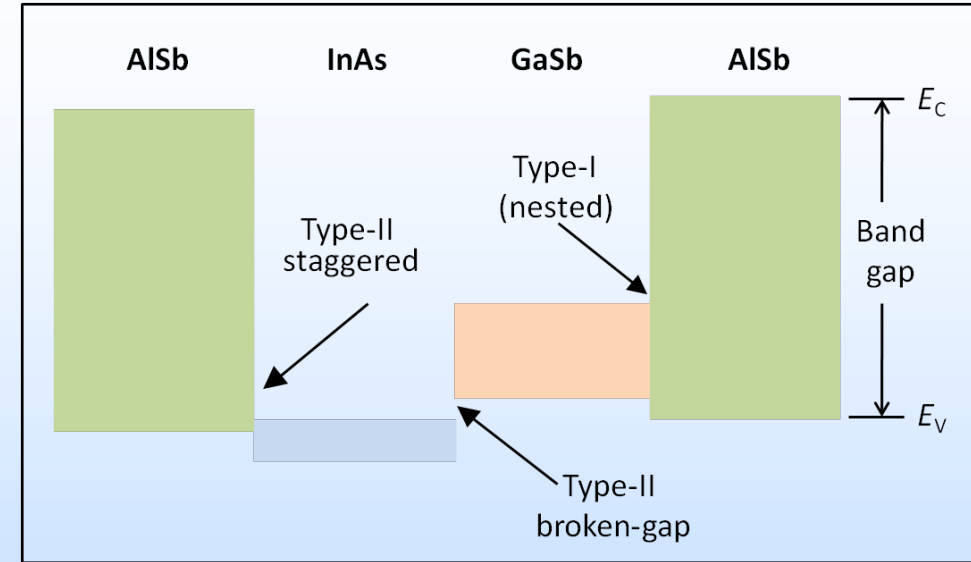 AlSb InAs GaSb AlSb
E_C
Type-I
(nested)
Type-II
staggered
Band
gap
E_V
Type-II
broken-gap